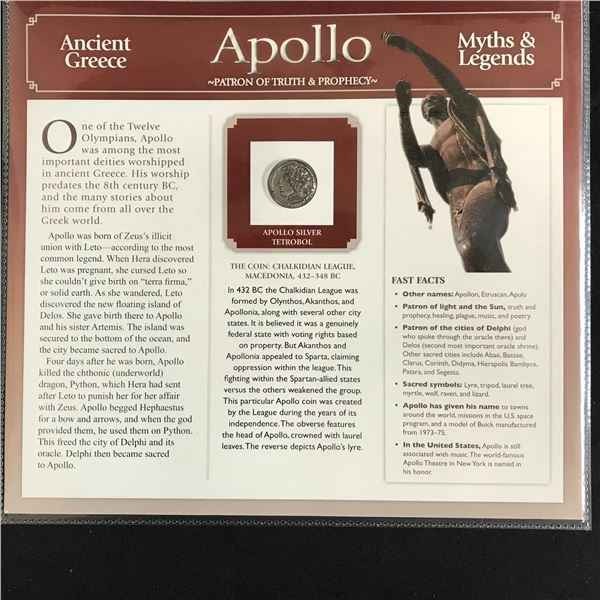 Ancient
Greece
Apollo
~PATRON OF TRUTH & PROPHECY~
Myths &
Legends
One of the Twelve
Olympians, Apollo
was among the most
important deities worshipped
in ancient Greece. His worship
predates the 8th century BC,
and the many stories about
him come from all over the
Greek world.
Apollo was born of Zeus's illicit
union with Leto—according to the most
common legend. When Hera discovered
Leto was pregnant, she cursed Leto so
she couldn't give birth on "terra firma,"
or solid earth. As she wandered, Leto
discovered the new floating island of
Delos. She gave birth there to Apollo
and his sister Artemis. The island was
secured to the bottom of the ocean, and
the city became sacred to Apollo.
Four days after he was born, Apollo
killed the chthonic (underworld)
dragon, Python, which Hera had sent
after Leto to punish her for her affair
with Zeus. Apollo begged Hephaestus
for a bow and arrows, and when the god
provided them, he used them on Python.
This freed the city of Delphi and its
oracle. Delphi then became sacred
to Apollo.
APOLLO SILVER
TETROBOL
THE COIN: CHALKIDIAN LEAGUE,
MACEDONIA, 432–348 BC
In 432 BC the Chalkidian League was
formed by Olynthos, Akanthos, and
Apollonia, along with several other city
states. It is believed it was a genuinely
federal state with voting rights based
on property. But Akanthos and
Apollonia appealed to Sparta, claiming
oppression within the league. This
fighting within the Spartan-allied states
versus the others weakened the group.
This particular Apollo coin was created
by the League during the years of its
independence. The obverse features
the head of Apollo, crowned with laurel
leaves. The reverse depicts Apollo's lyre.
FAST FACTS
• Other names: Apollon, Etruscan, Apulu
• Patron of light and the Sun, truth and
prophecy, healing, plague, music, and poetry.
• Patron of the cities of Delphi (god
who spoke through the oracle there) and
Delos (second most important oracle shrine).
Other sacred cities include Abae, Bassae,
Clarus, Corinth, Didyma, Hierapolis Bambyce,
Patara, and Segesta.
• Sacred symbols: Lyre, tripod, laurel tree,
myrtle, wolf, raven, and lizard.
• Apollo has given his name to towns
around the world, missions in the U.S. space
program, and a model of Buick manufactured
from 1973–75.
• In the United States, Apollo is still
associated with music. The world-famous
Apollo Theatre in New York is named in
his honor.